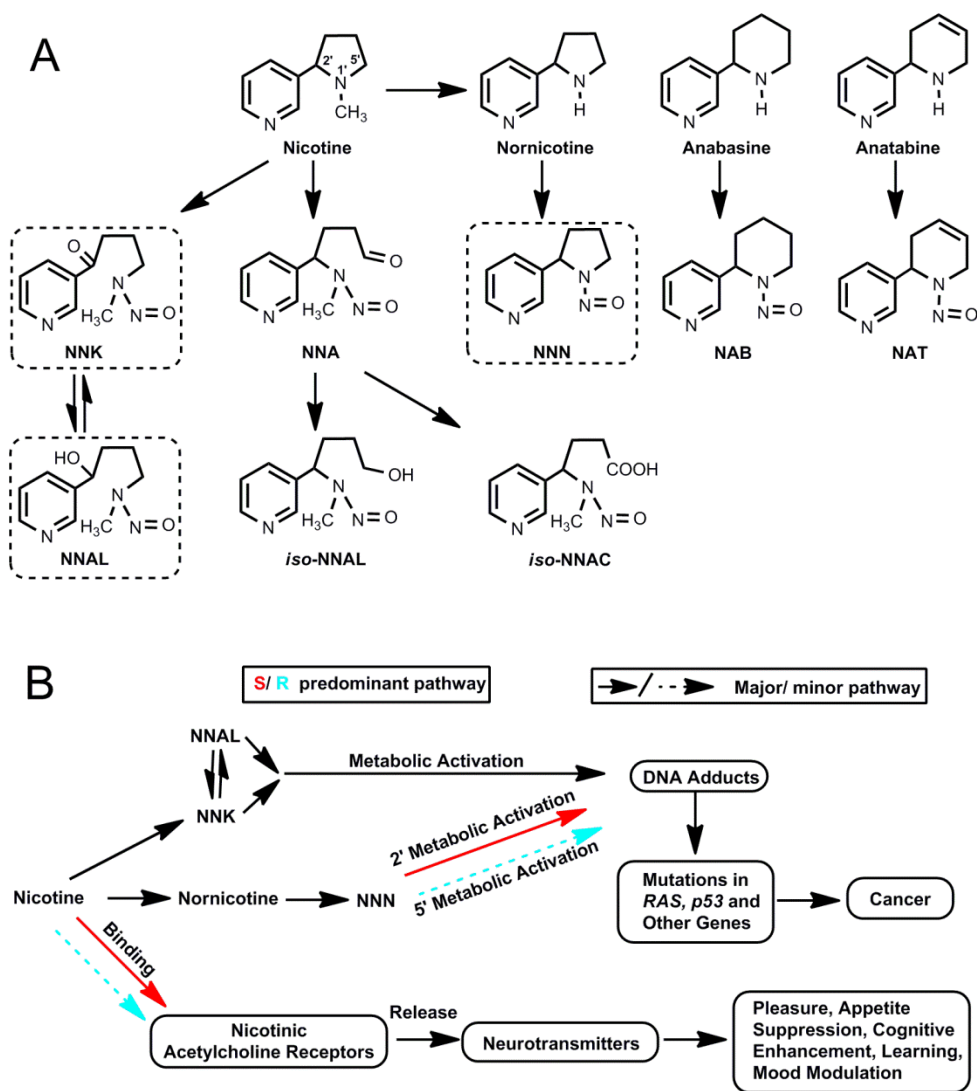 A
2'
1'
5'
N
CH3
N
Nicotine
N
H
N
Nornicotine
N
H
N
Anabasine
N
H
N
Anatabine
O
N
H3C
N=O
N
NNK
O
N
H3C
N=O
N
NNA
N
N=O
N
NNN
N
N=O
N
NAB
N
N=O
N
NAT
HO
N
H3C
N=O
N
NNAL
OH
N
H3C
N=O
N
iso-NNAL
COOH
N
H3C
N=O
N
iso-NNAC
B
S/ R predominant pathway
Major/ minor pathway
NNAL
NNK
Metabolic Activation
DNA Adducts
2' Metabolic Activation
5' Metabolic Activation
Nicotine
Nornicotine
NNN
Mutations in
RAS, p53 and
Other Genes
Cancer
Binding
Nicotinic
Acetylcholine Receptors
Release
Neurotransmitters
Pleasure, Appetite
Suppression, Cognitive
Enhancement, Learning,
Mood Modulation